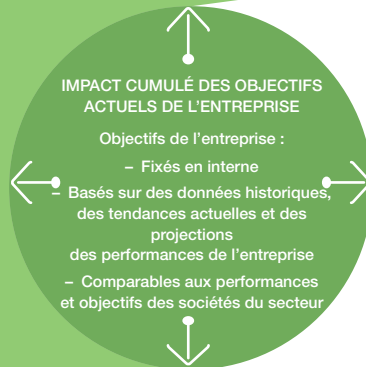 IMPACT CUMULÉ DES OBJECTIFS
ACTUELS DE L'ENTREPRISE
Objectifs de l'entreprise :
– Fixés en interne
– Basés sur des données historiques,
des tendances actuelles et des
projections
des performances de l'entreprise
– Comparables aux performances
et objectifs des sociétés du secteur